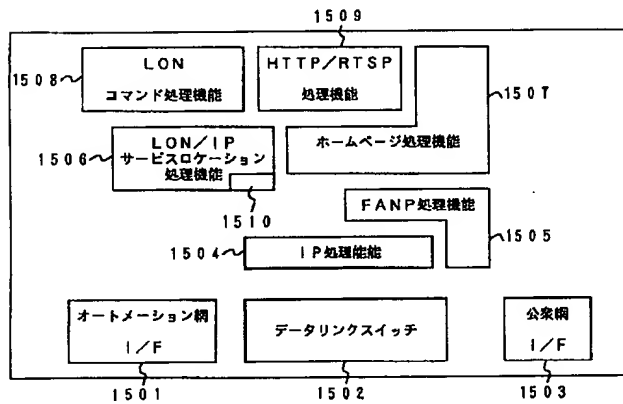 1509
LON
コマンド処理機能
1508
HTTP/RTSP
処理機能
1507
ホームページ処理機能
LON/IP
サービスロケーション
処理機能
1506
1510
FANP処理機能
1505
1504
IP処理能能
オートメーション網
I/F
データリンクスイッチ
公衆網
I/F
1501
1502
1503